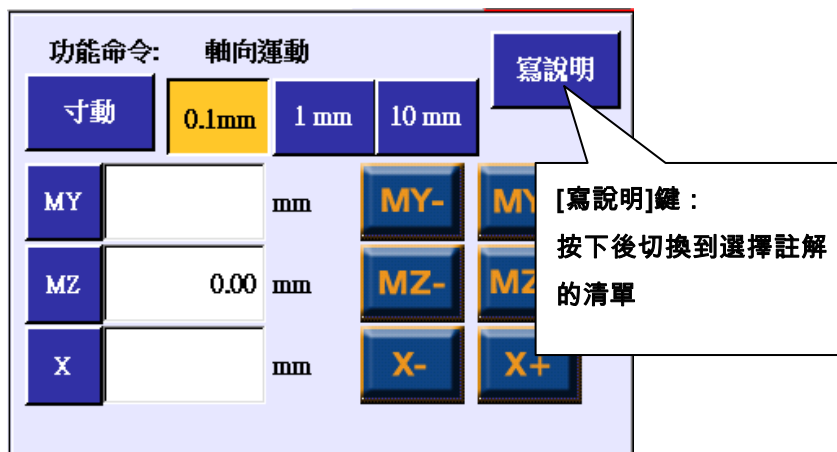 功能命令: 軸向運動
寫說明
寸動 0.1mm 1 mm 10 mm
MY mm MY- MY
MZ 0.00 mm MZ- MZ
X mm X- X+
[寫說明]鍵：
按下後切換到選擇註解
的清單